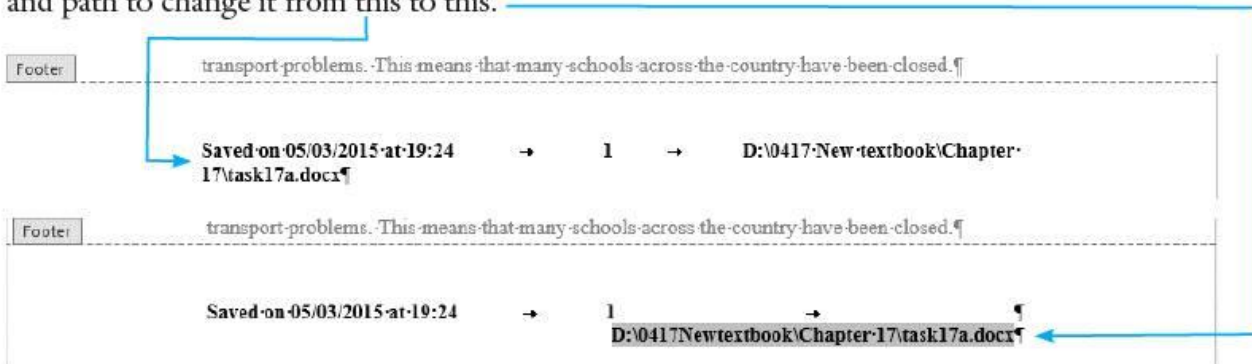 and path to change it from this to this.
Footer
transport·problems.·This·means·that·many·schools·across·the·country·have·been·closed.¶
Saved·on·05/03/2015·at·19:24 → 1 → D:\0417·New·textbook\Chapter·
17\task17a.docx¶
Footer
transport·problems.·This·means·that·many·schools·across·the·country·have·been·closed.¶
Saved·on·05/03/2015·at·19:24 → 1 → ¶
D:\0417Newtextbook\Chapter·17\task17a.docx¶